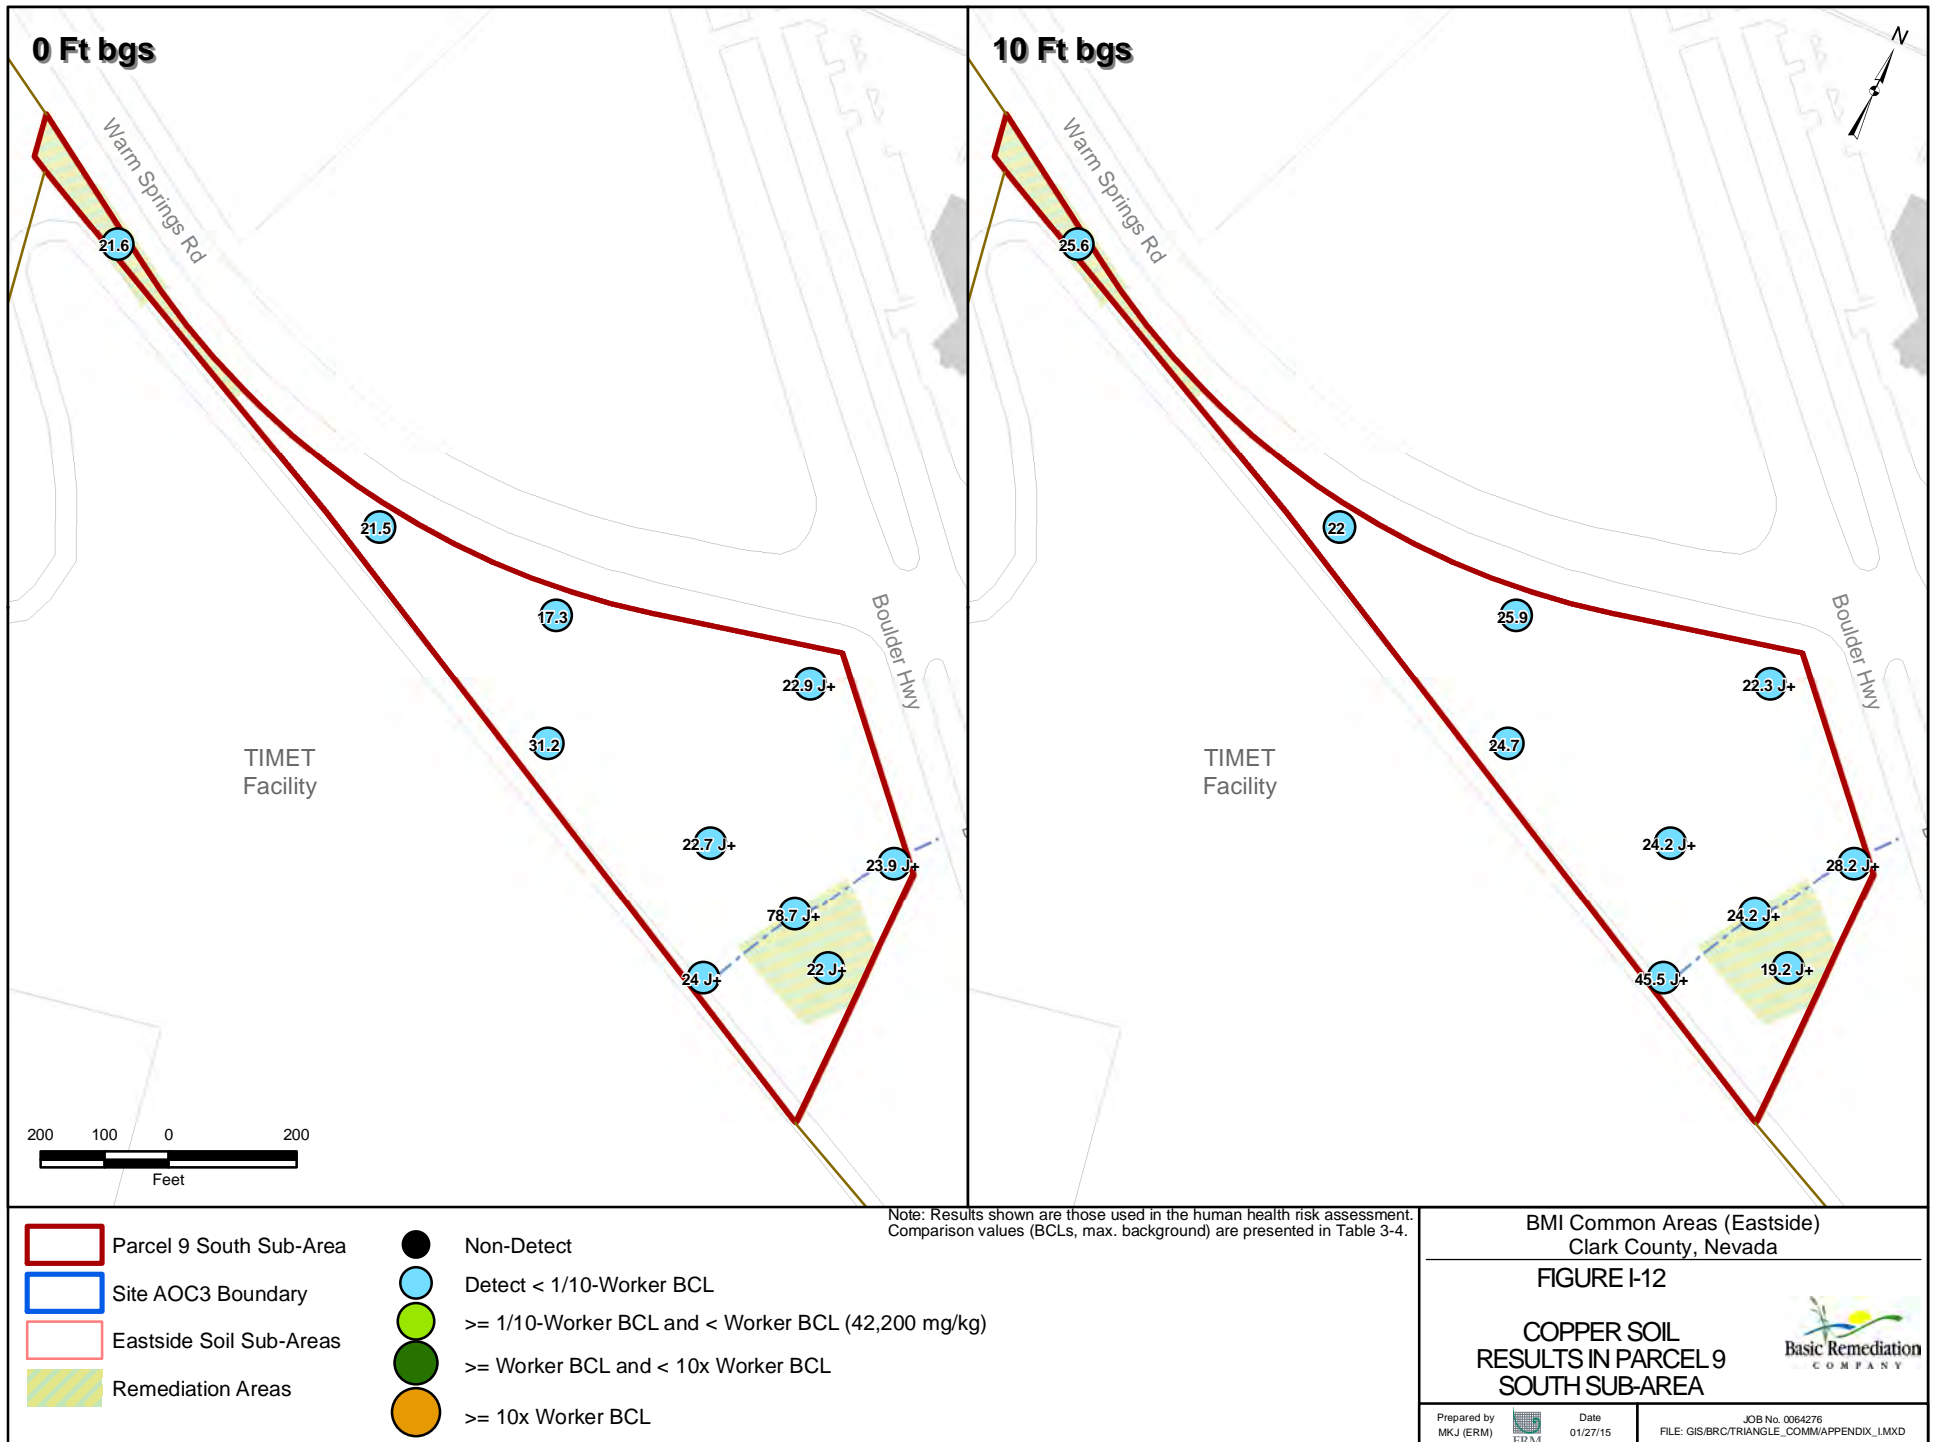 0 Ft bgs
Warm Springs Rd
21.6
21.5
17.3
22.9 J+
31.2
Boulder Hwy
TIMET
Facility
22.7 J+
23.9 J+
78.7 J+
22 J+
24 J+
200 100 0 200
Feet
10 Ft bgs
N
Warm Springs Rd
25.6
22
25.9
22.3 J+
24.7
Boulder Hwy
TIMET
Facility
24.2 J+
28.2 J+
24.2 J+
19.2 J+
45.5 J+
Note: Results shown are those used in the human health risk assessment.
Comparison values (BCLs, max. background) are presented in Table 3-4.
Parcel 9 South Sub-Area
Site AOC3 Boundary
Eastside Soil Sub-Areas
Remediation Areas
Non-Detect
Detect < 1/10-Worker BCL
>= 1/10-Worker BCL and < Worker BCL (42,200 mg/kg)
>= Worker BCL and < 10x Worker BCL
>= 10x Worker BCL
BMI Common Areas (Eastside)
Clark County, Nevada
FIGURE I-12
COPPER SOIL
RESULTS IN PARCEL 9
SOUTH SUB-AREA
Basic Remediation
COMPANY
Prepared by
MKJ (ERM)
ERM
Date
01/27/15
JOB No. 0064276
FILE: GIS/BRC/TRIANGLE_COMM/APPENDIX_I.MXD